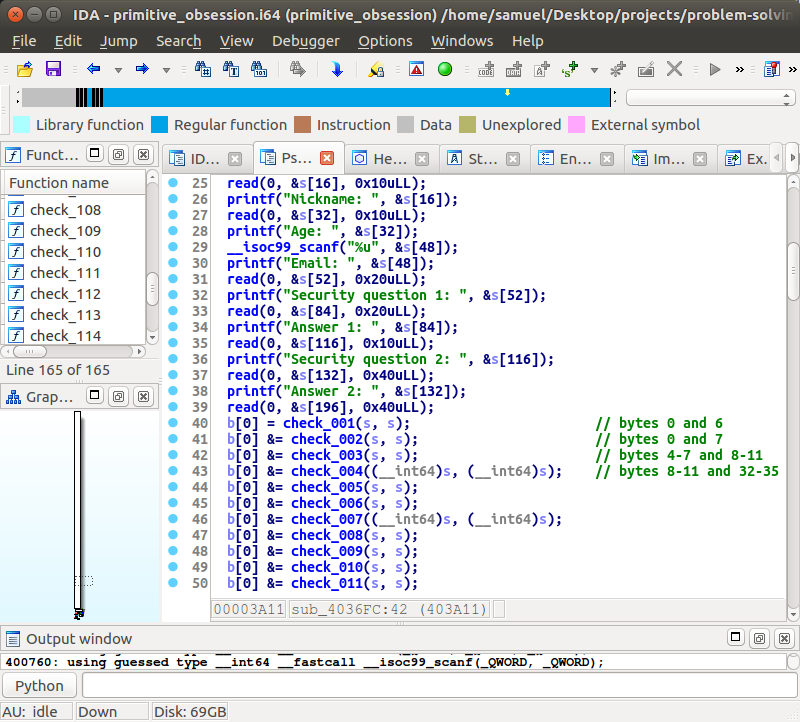 IDA - primitive_obsession.i64 (primitive_obsession) /home/samuel/Desktop/projects/problem-solvin
File Edit Jump Search View Debugger Options Windows Help
Library function Regular function Instruction Data Unexplored External symbol
Funct... ID... Ps... He... St... En... Im... Ex.
Function name
check_108
check_109
check_110
check_111
check_112
check_113
check_114
Line 165 of 165
Grap...
25 read(0, &s[16], 0x10uLL);
26 printf("Nickname: ", &s[16]);
27 read(0, &s[32], 0x10uLL);
28 printf("Age: ", &s[32]);
29 __isoc99_scanf("%u", &s[48]);
30 printf("Email: ", &s[48]);
31 read(0, &s[52], 0x20uLL);
32 printf("Security question 1: ", &s[52]);
33 read(0, &s[84], 0x20uLL);
34 printf("Answer 1: ", &s[84]);
35 read(0, &s[116], 0x10uLL);
36 printf("Security question 2: ", &s[116]);
37 read(0, &s[132], 0x40uLL);
38 printf("Answer 2: ", &s[132]);
39 read(0, &s[196], 0x40uLL);
40 b[0] = check_001(s, s); // bytes 0 and 6
41 b[0] &= check_002(s, s); // bytes 0 and 7
42 b[0] &= check_003(s, s); // bytes 4-7 and 8-11
43 b[0] &= check_004((__int64)s, (__int64)s); // bytes 8-11 and 32-35
44 b[0] &= check_005(s, s);
45 b[0] &= check_006(s, s);
46 b[0] &= check_007((__int64)s, (__int64)s);
47 b[0] &= check_008(s, s);
48 b[0] &= check_009(s, s);
49 b[0] &= check_010(s, s);
50 b[0] &= check_011(s, s);
00003A11 sub_4036FC:42 (403A11)
Output window
400760: using guessed type __int64 __fastcall __isoc99_scanf(_QWORD, _QWORD);
Python
AU: idle Down Disk: 69GB